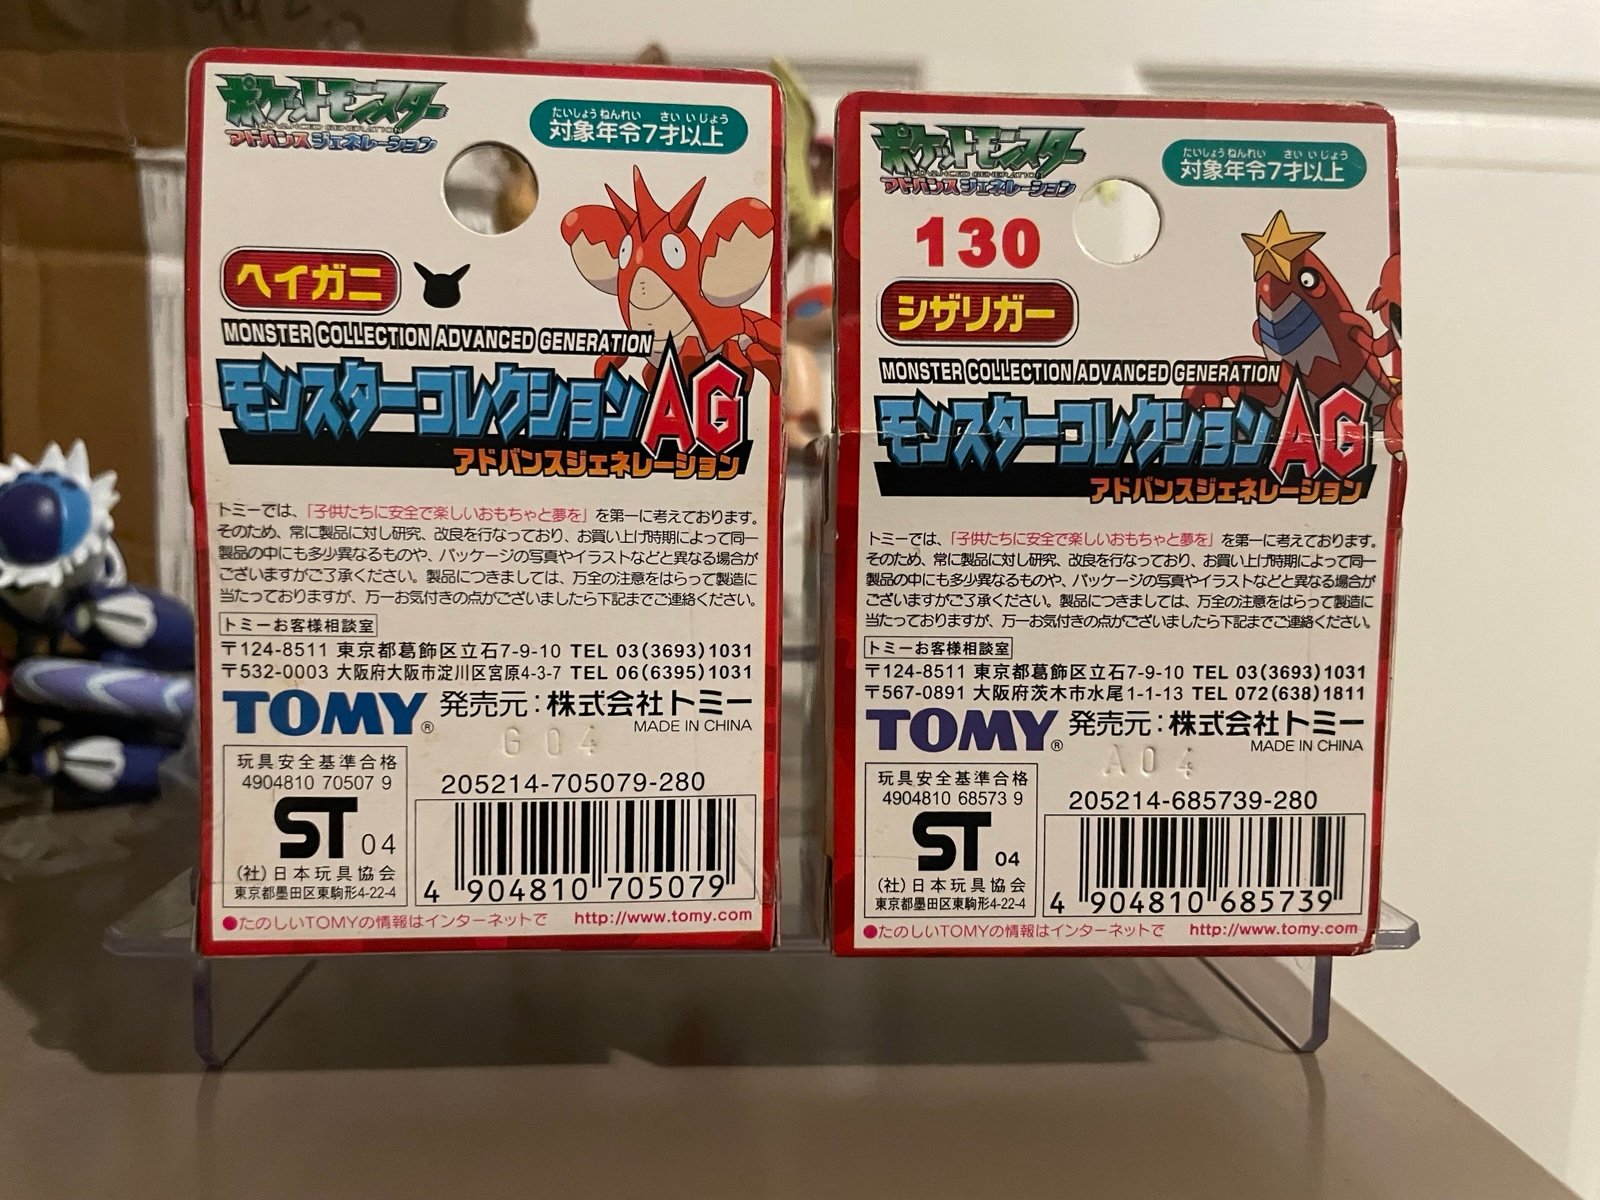 ポケットモンスター
ADVANCED GENERATION
アドバンスジェネレーション
たいしょうねんれい さい いじょう
対象年令7才以上
ヘイガニ
MONSTER COLLECTION ADVANCED GENERATION
モンスターコレクションAG
アドバンスジェネレーション
トミーでは、「子供たちに安全で楽しいおもちゃと夢を」を第一に考えております。
そのため、常に製品に対し研究、改良を行なっており、お買い上げ時期によって同一
製品の中にも多少異なるものや、パッケージの写真やイラストなどと異なる場合が
ございますがご了承ください。製品につきましては、万全の注意をはらって製造に
当たっておりますが、万一お気付きの点がございましたら下記までご連絡ください。
トミーお客様相談室
〒124-8511 東京都葛飾区立石7-9-10 TEL 03(3693)1031
〒532-0003 大阪府大阪市淀川区宮原4-3-7 TEL 06(6395)1031
TOMY® 発売元:株式会社トミー
MADE IN CHINA
G04
玩具安全基準合格
4904810 70507 9
ST 04
(社)日本玩具協会
東京都墨田区東駒形4-22-4
205214-705079-280
4 904810 705079
●たのしいTOMYの情報はインターネットで http://www.tomy.com
ポケットモンスター
ADVANCED GENERATION
アドバンスジェネレーション
たいしょうねんれい さい いじょう
対象年令7才以上
130
シザリガー
MONSTER COLLECTION ADVANCED GENERATION
モンスターコレクションAG
アドバンスジェネレーション
トミーでは、「子供たちに安全で楽しいおもちゃと夢を」を第一に考えております。
そのため、常に製品に対し研究、改良を行なっており、お買い上げ時期によって同一
製品の中にも多少異なるものや、パッケージの写真やイラストなどと異なる場合が
ございますがご了承ください。製品につきましては、万全の注意をはらって製造に
当たっておりますが、万一お気付きの点がございましたら下記までご連絡ください。
トミーお客様相談室
〒124-8511 東京都葛飾区立石7-9-10 TEL 03(3693)1031
〒567-0891 大阪府茨木市水尾1-1-13 TEL 072(638)1811
TOMY® 発売元:株式会社トミー
MADE IN CHINA
A04
玩具安全基準合格
4904810 68573 9
ST 04
(社)日本玩具協会
東京都墨田区東駒形4-22-4
205214-685739-280
4 904810 685739
●たのしいTOMYの情報はインターネットで http://www.tomy.com